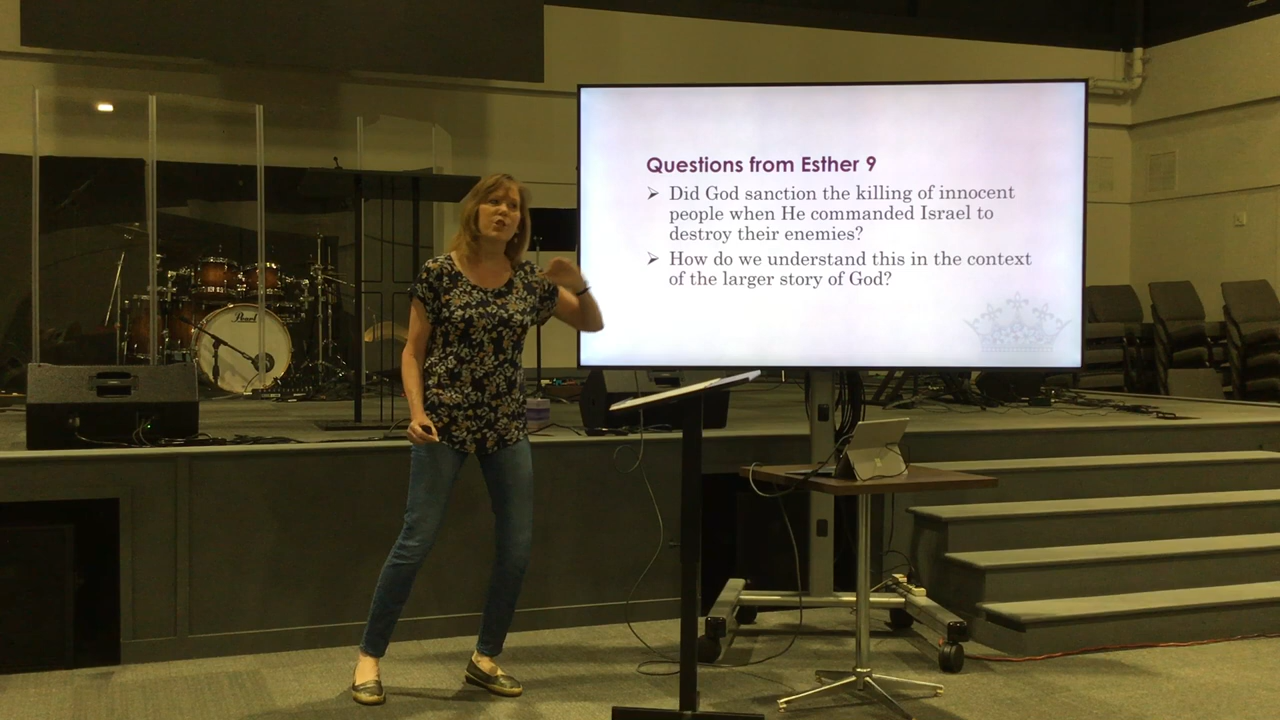 Questions from Esther 9
➢ Did God sanction the killing of innocent
people when He commanded Israel to
destroy their enemies?
➢ How do we understand this in the context
of the larger story of God?
Pearl